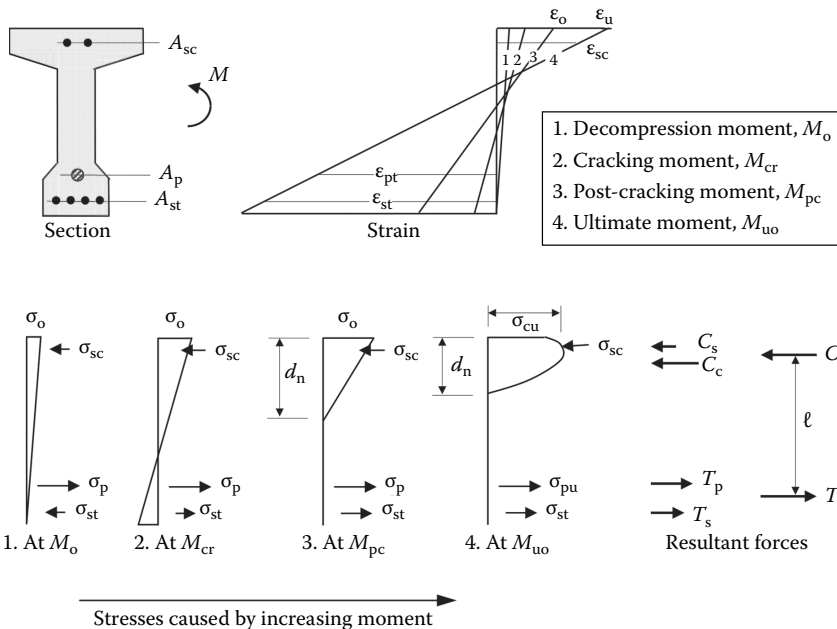 A_sc
M
A_p
A_st
Section
ε_o
ε_u
ε_sc
1 2 3 4
ε_pt
ε_st
Strain
1. Decompression moment, M_o
2. Cracking moment, M_cr
3. Post-cracking moment, M_pc
4. Ultimate moment, M_uo
σ_o
σ_sc
σ_p
σ_st
1. At M_o
σ_o
σ_sc
σ_p
σ_st
2. At M_cr
σ_o
σ_sc
d_n
σ_p
σ_st
3. At M_pc
σ_cu
σ_sc
d_n
σ_pu
σ_st
4. At M_uo
C_s
C_c
C
ℓ
T_p
T
T_s
Resultant forces
Stresses caused by increasing moment